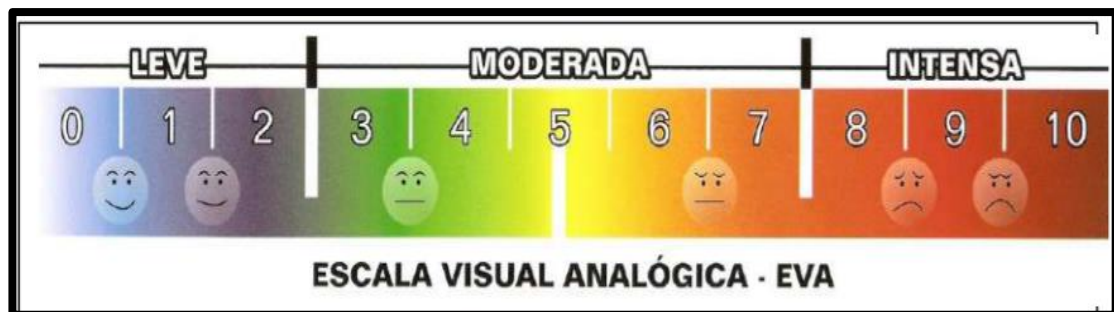 LEVE MODERADA INTENSA
0 1 2 3 4 5 6 7 8 9 10
ESCALA VISUAL ANALÓGICA - EVA